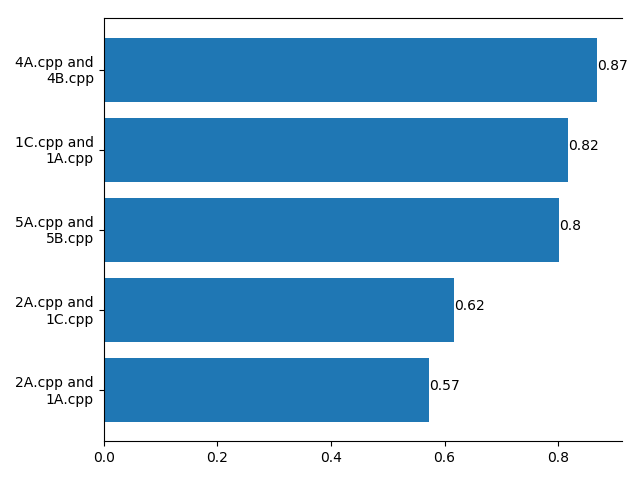 4A.cpp and
4B.cpp
0.87
1C.cpp and
1A.cpp
0.82
5A.cpp and
5B.cpp
0.8
2A.cpp and
1C.cpp
0.62
2A.cpp and
1A.cpp
0.57
0.0 0.2 0.4 0.6 0.8